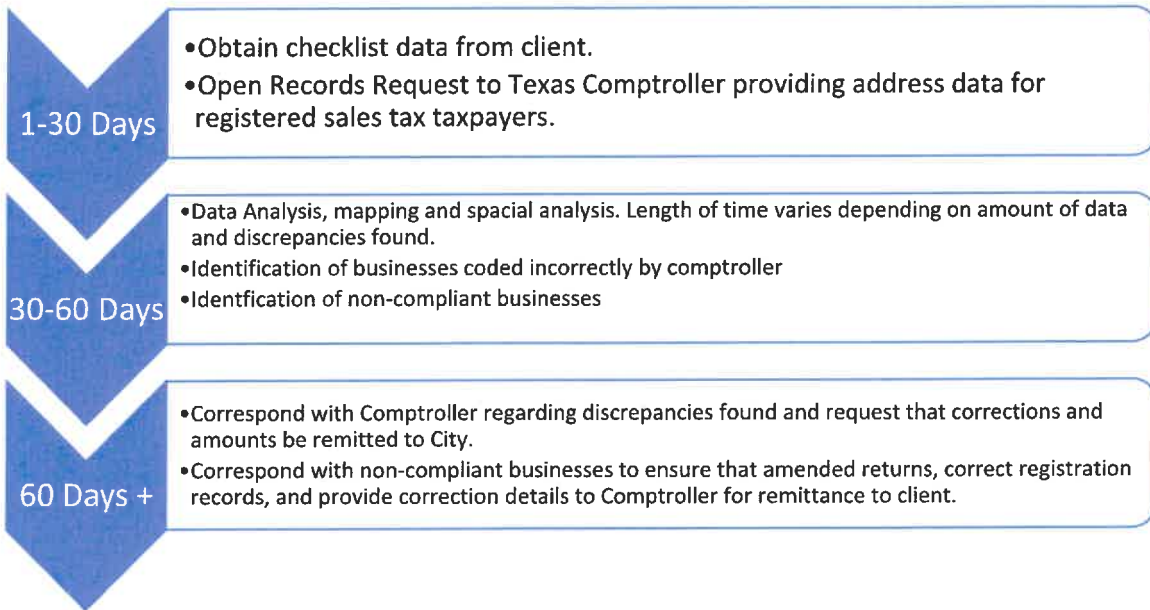 •Obtain checklist data from client.
•Open Records Request to Texas Comptroller providing address data for
registered sales tax taxpayers.
1-30 Days
•Data Analysis, mapping and spacial analysis. Length of time varies depending on amount of data
and discrepancies found.
•Identification of businesses coded incorrectly by comptroller
•Identfication of non-compliant businesses
30-60 Days
•Correspond with Comptroller regarding discrepancies found and request that corrections and
amounts be remitted to City.
•Correspond with non-compliant businesses to ensure that amended returns, correct registration
records, and provide correction details to Comptroller for remittance to client.
60 Days +